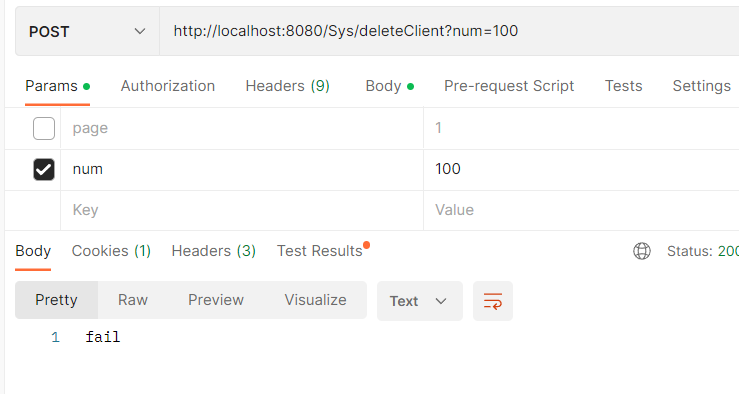 POST http://localhost:8080/Sys/deleteClient?num=100
Params Authorization Headers (9) Body Pre-request Script Tests Settings
page 1
num 100
Key Value
Body Cookies (1) Headers (3) Test Results Status: 200
Pretty Raw Preview Visualize Text
1 fail